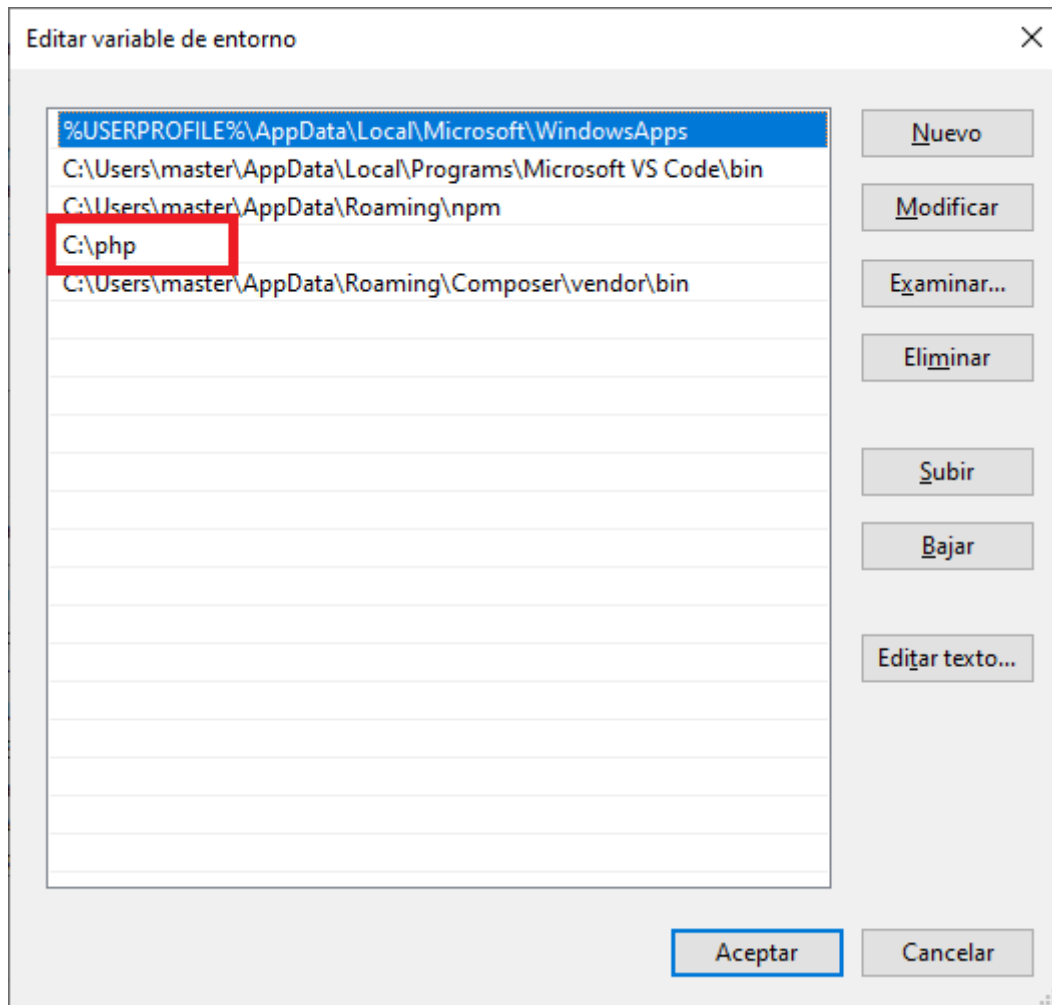 Editar variable de entorno
%USERPROFILE%\AppData\Local\Microsoft\WindowsApps
C:\Users\master\AppData\Local\Programs\Microsoft VS Code\bin
C:\Users\master\AppData\Roaming\npm
C:\php
C:\Users\master\AppData\Roaming\Composer\vendor\bin
Nuevo
Modificar
Examinar...
Eliminar
Subir
Bajar
Editar texto...
Aceptar
Cancelar